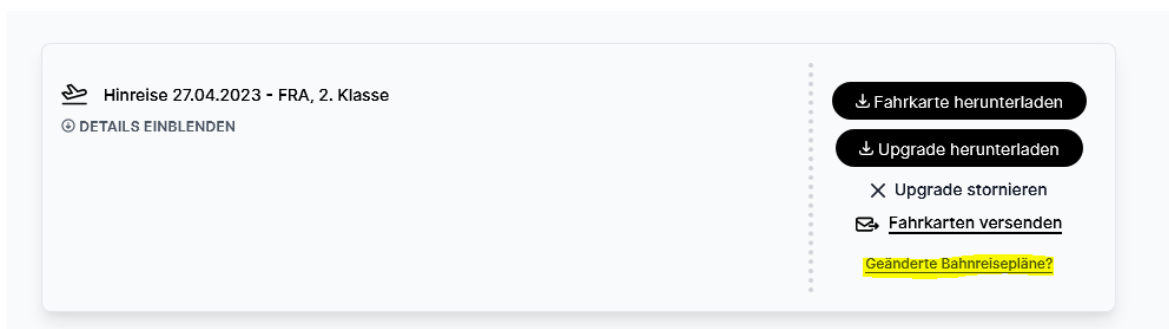 Hinreise 27.04.2023 - FRA, 2. Klasse
DETAILS EINBLENDEN
Fahrkarte herunterladen
Upgrade herunterladen
Upgrade stornieren
Fahrkarten versenden
Geänderte Bahnreisepläne?